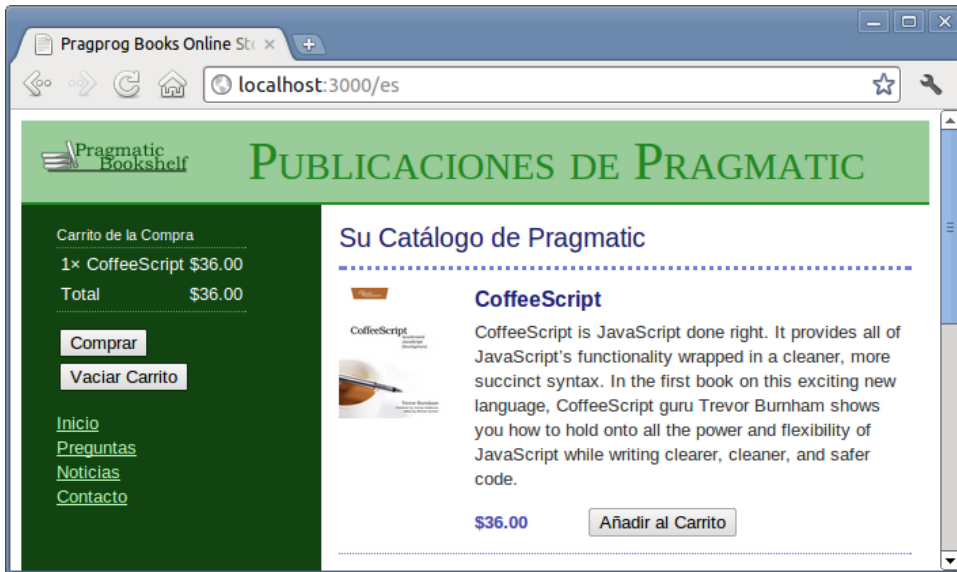 Pragprog Books Online Sto
localhost:3000/es
Pragmatic
Bookshelf
PUBLICACIONES DE PRAGMATIC
Carrito de la Compra
1× CoffeeScript $36.00
Total $36.00
Comprar
Vaciar Carrito
Inicio
Preguntas
Noticias
Contacto
Su Catálogo de Pragmatic
CoffeeScript
CoffeeScript
CoffeeScript is JavaScript done right. It provides all of
JavaScript’s functionality wrapped in a cleaner, more
succinct syntax. In the first book on this exciting new
language, CoffeeScript guru Trevor Burnham shows
you how to hold onto all the power and flexibility of
JavaScript while writing clearer, cleaner, and safer
code.
$36.00 Añadir al Carrito